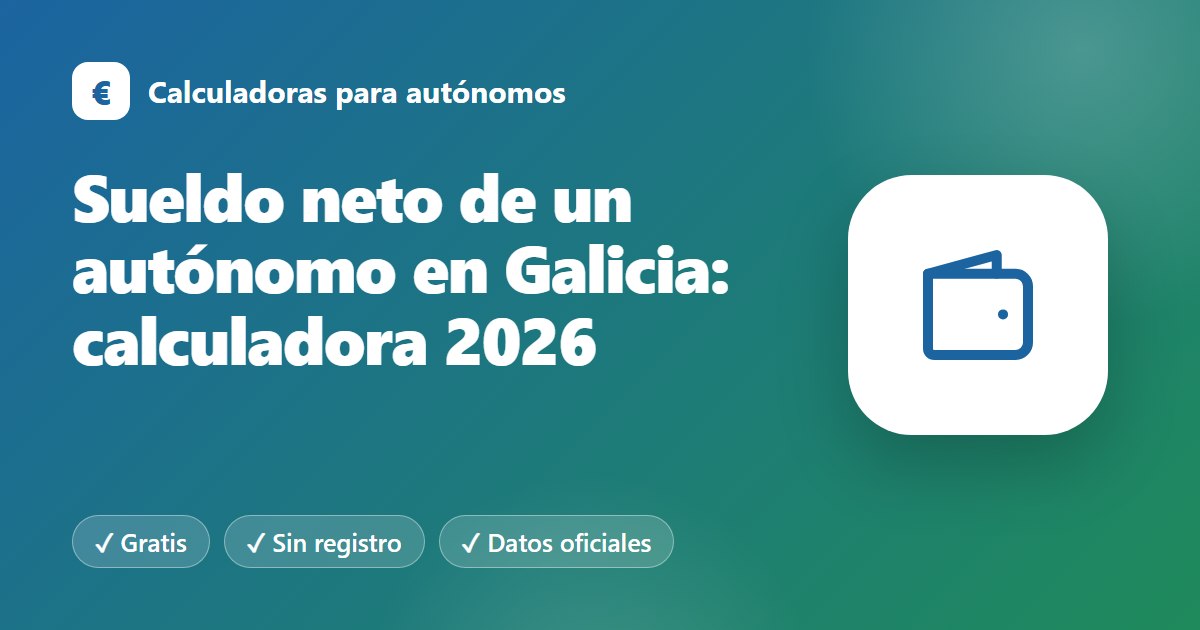 €
Calculadoras para autónomos
Sueldo neto de un
autónomo en Galicia:
calculadora 2026
✓ Gratis
✓ Sin registro
✓ Datos oficiales